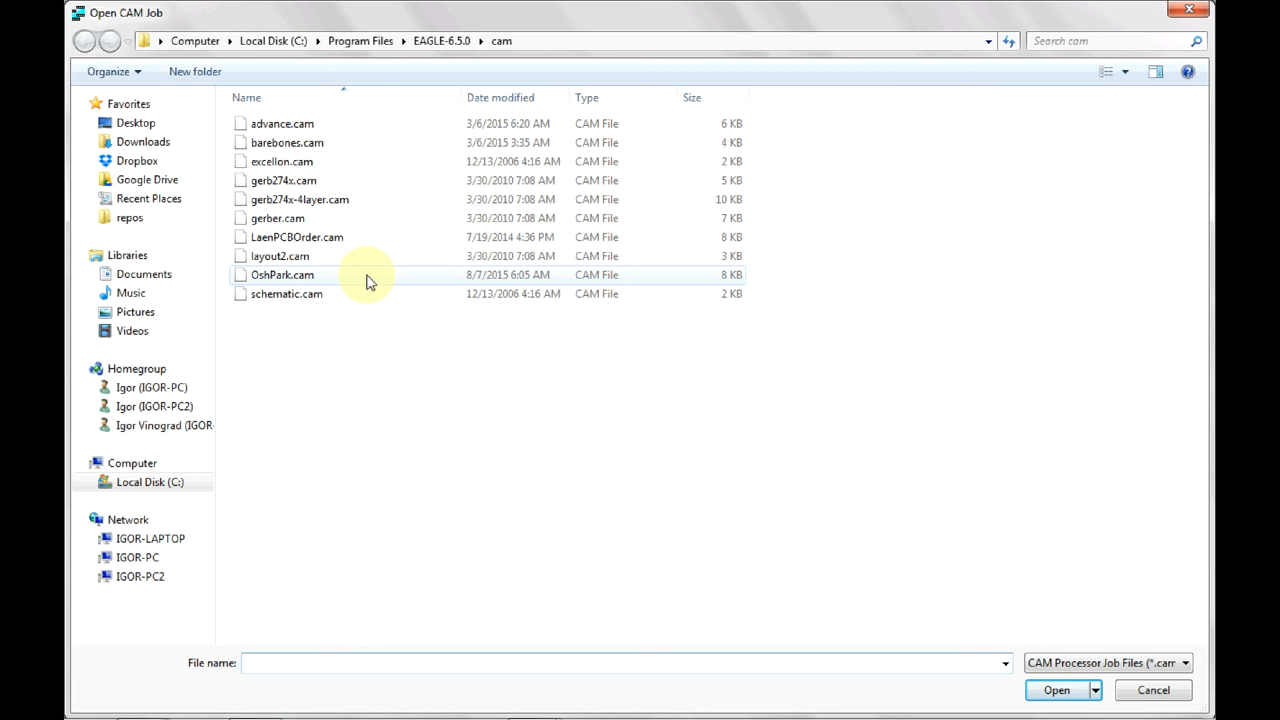 Open CAM Job
Computer Local Disk (C:) Program Files EAGLE-6.5.0 cam
Search cam
Organize New folder
Name Date modified Type Size
Favorites
Desktop
Downloads
Dropbox
Google Drive
Recent Places
repos
Libraries
Documents
Music
Pictures
Videos
Homegroup
Igor (IGOR-PC)
Igor (IGOR-PC2)
Igor Vinograd (IGOR-
Computer
Local Disk (C:)
Network
IGOR-LAPTOP
IGOR-PC
IGOR-PC2
advance.cam 3/6/2015 6:20 AM CAM File 6 KB
barebones.cam 3/6/2015 3:35 AM CAM File 4 KB
excellon.cam 12/13/2006 4:16 AM CAM File 2 KB
gerb274x.cam 3/30/2010 7:08 AM CAM File 5 KB
gerb274x-4layer.cam 3/30/2010 7:08 AM CAM File 10 KB
gerber.cam 3/30/2010 7:08 AM CAM File 7 KB
LaenPCBOrder.cam 7/19/2014 4:36 PM CAM File 8 KB
layout2.cam 3/30/2010 7:08 AM CAM File 3 KB
OshPark.cam 8/7/2015 6:05 AM CAM File 8 KB
schematic.cam 12/13/2006 4:16 AM CAM File 2 KB
File name: CAM Processor Job Files (*.cam
Open Cancel